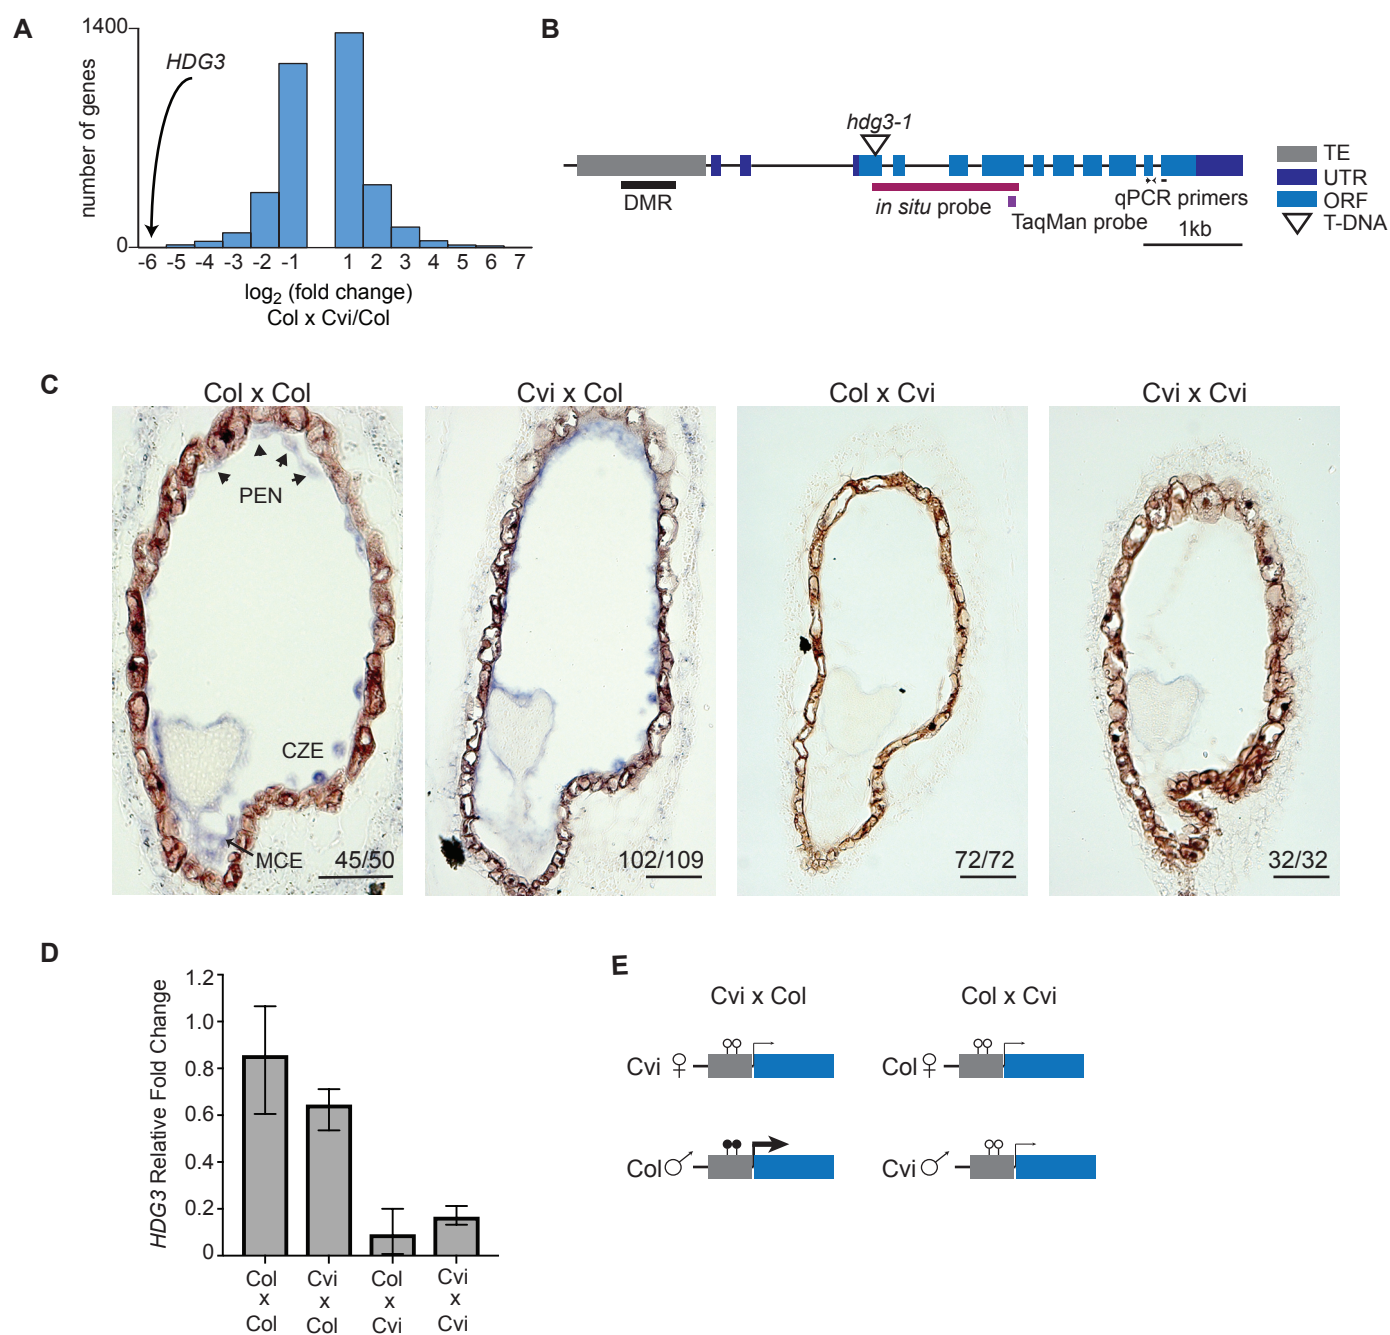 A
1400
number of genes
HDG3
0
-6 -5 -4 -3 -2 -1 1 2 3 4 5 6 7
log2 (fold change)
Col x Cvi/Col
B
hdg3-1
DMR
in situ probe
TaqMan probe
qPCR primers
1kb
TE
UTR
ORF
T-DNA
C
Col x Col
Cvi x Col
Col x Cvi
Cvi x Cvi
PEN
CZE
MCE
45/50
102/109
72/72
32/32
D
HDG3 Relative Fold Change
1.2
1.0
0.8
0.6
0.4
0.2
0
Col x Col
Cvi x Col
Col x Cvi
Cvi x Cvi
E
Cvi x Col
Col x Cvi
Cvi ♀
Col ♀
Col ♂
Cvi ♂